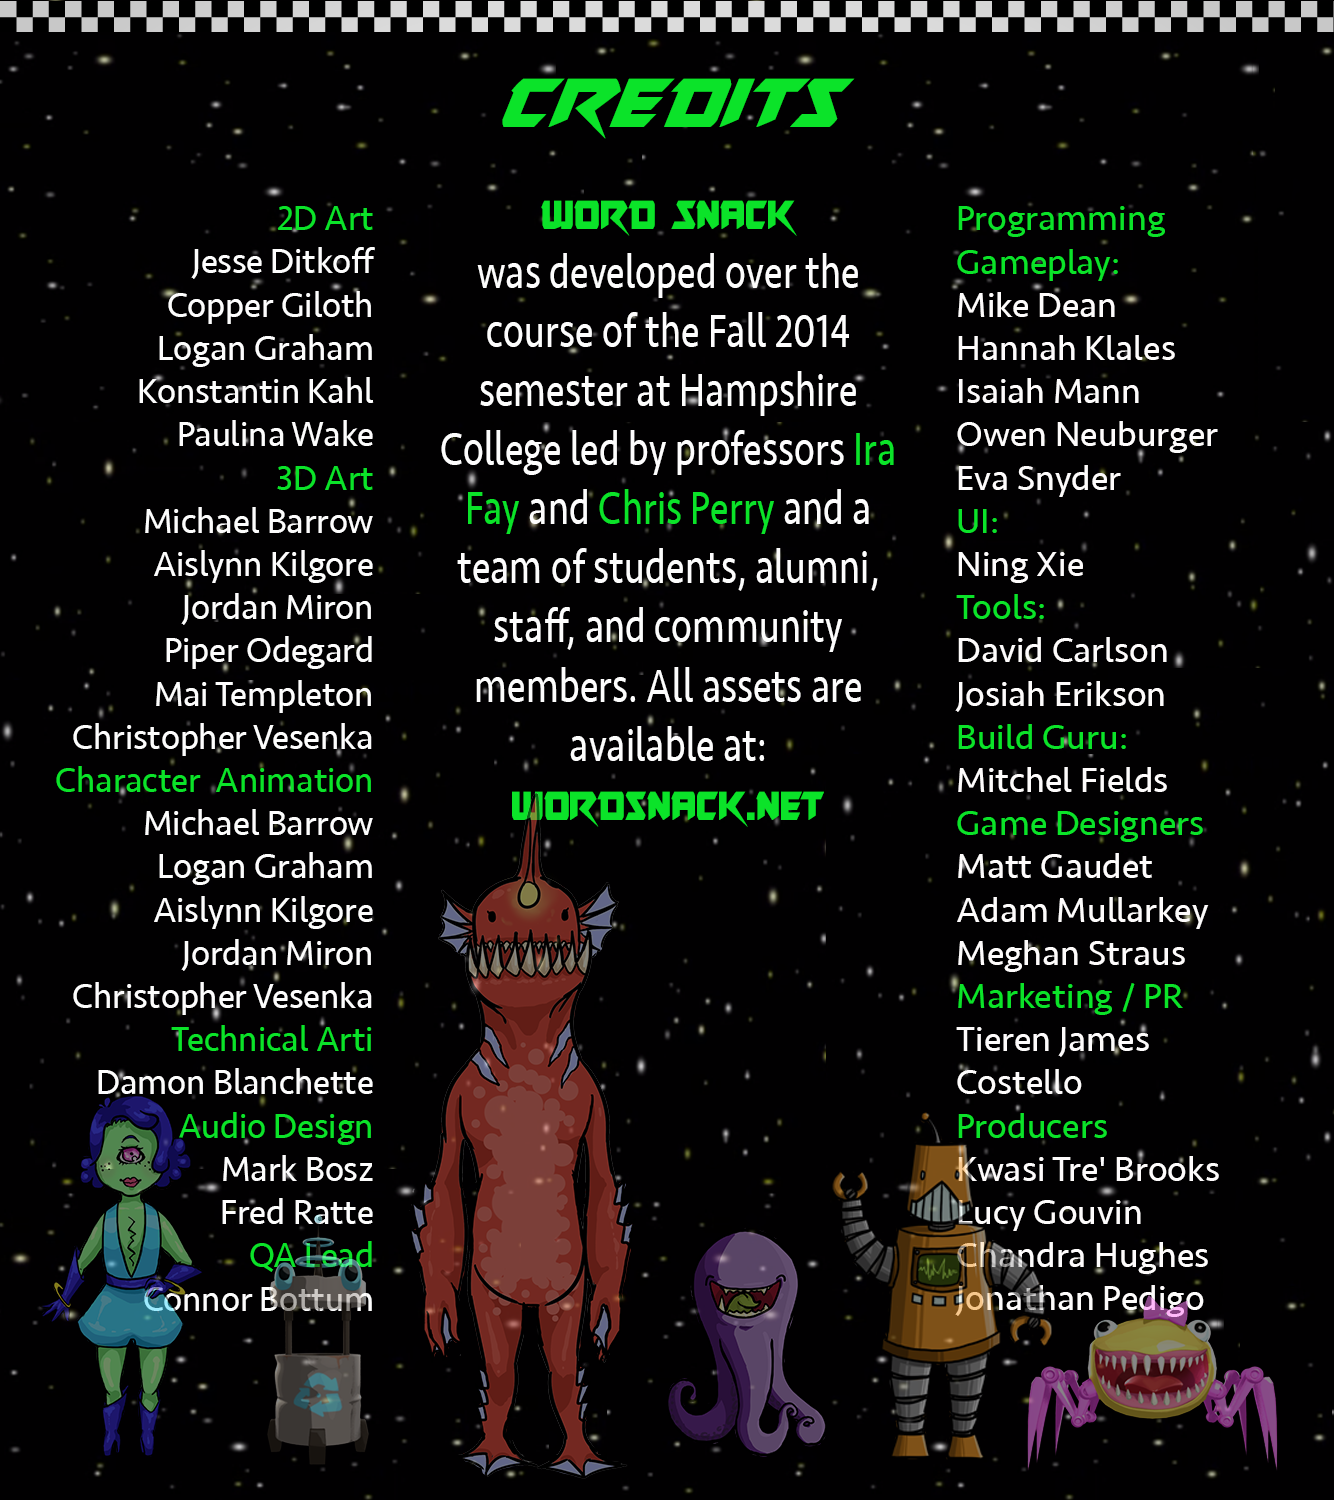 CREDITS
2D Art
Jesse Ditkoff
Copper Giloth
Logan Graham
Konstantin Kahl
Paulina Wake
3D Art
Michael Barrow
Aislynn Kilgore
Jordan Miron
Piper Odegard
Mai Templeton
Christopher Vesenka
Character Animation
Michael Barrow
Logan Graham
Aislynn Kilgore
Jordan Miron
Christopher Vesenka
Technical Arti
Damon Blanchette
Audio Design
Mark Bosz
Fred Ratte
QA Lead
Connor Bottum
WORD SNACK
was developed over the
course of the Fall 2014
semester at Hampshire
College led by professors Ira
Fay and Chris Perry and a
team of students, alumni,
staff, and community
members. All assets are
available at:
WORDSNACK.NET
Programming
Gameplay:
Mike Dean
Hannah Klales
Isaiah Mann
Owen Neuburger
Eva Snyder
UI:
Ning Xie
Tools:
David Carlson
Josiah Erikson
Build Guru:
Mitchel Fields
Game Designers
Matt Gaudet
Adam Mullarkey
Meghan Straus
Marketing / PR
Tieren James
Costello
Producers
Kwasi Tre' Brooks
Lucy Gouvin
Chandra Hughes
Jonathan Pedigo